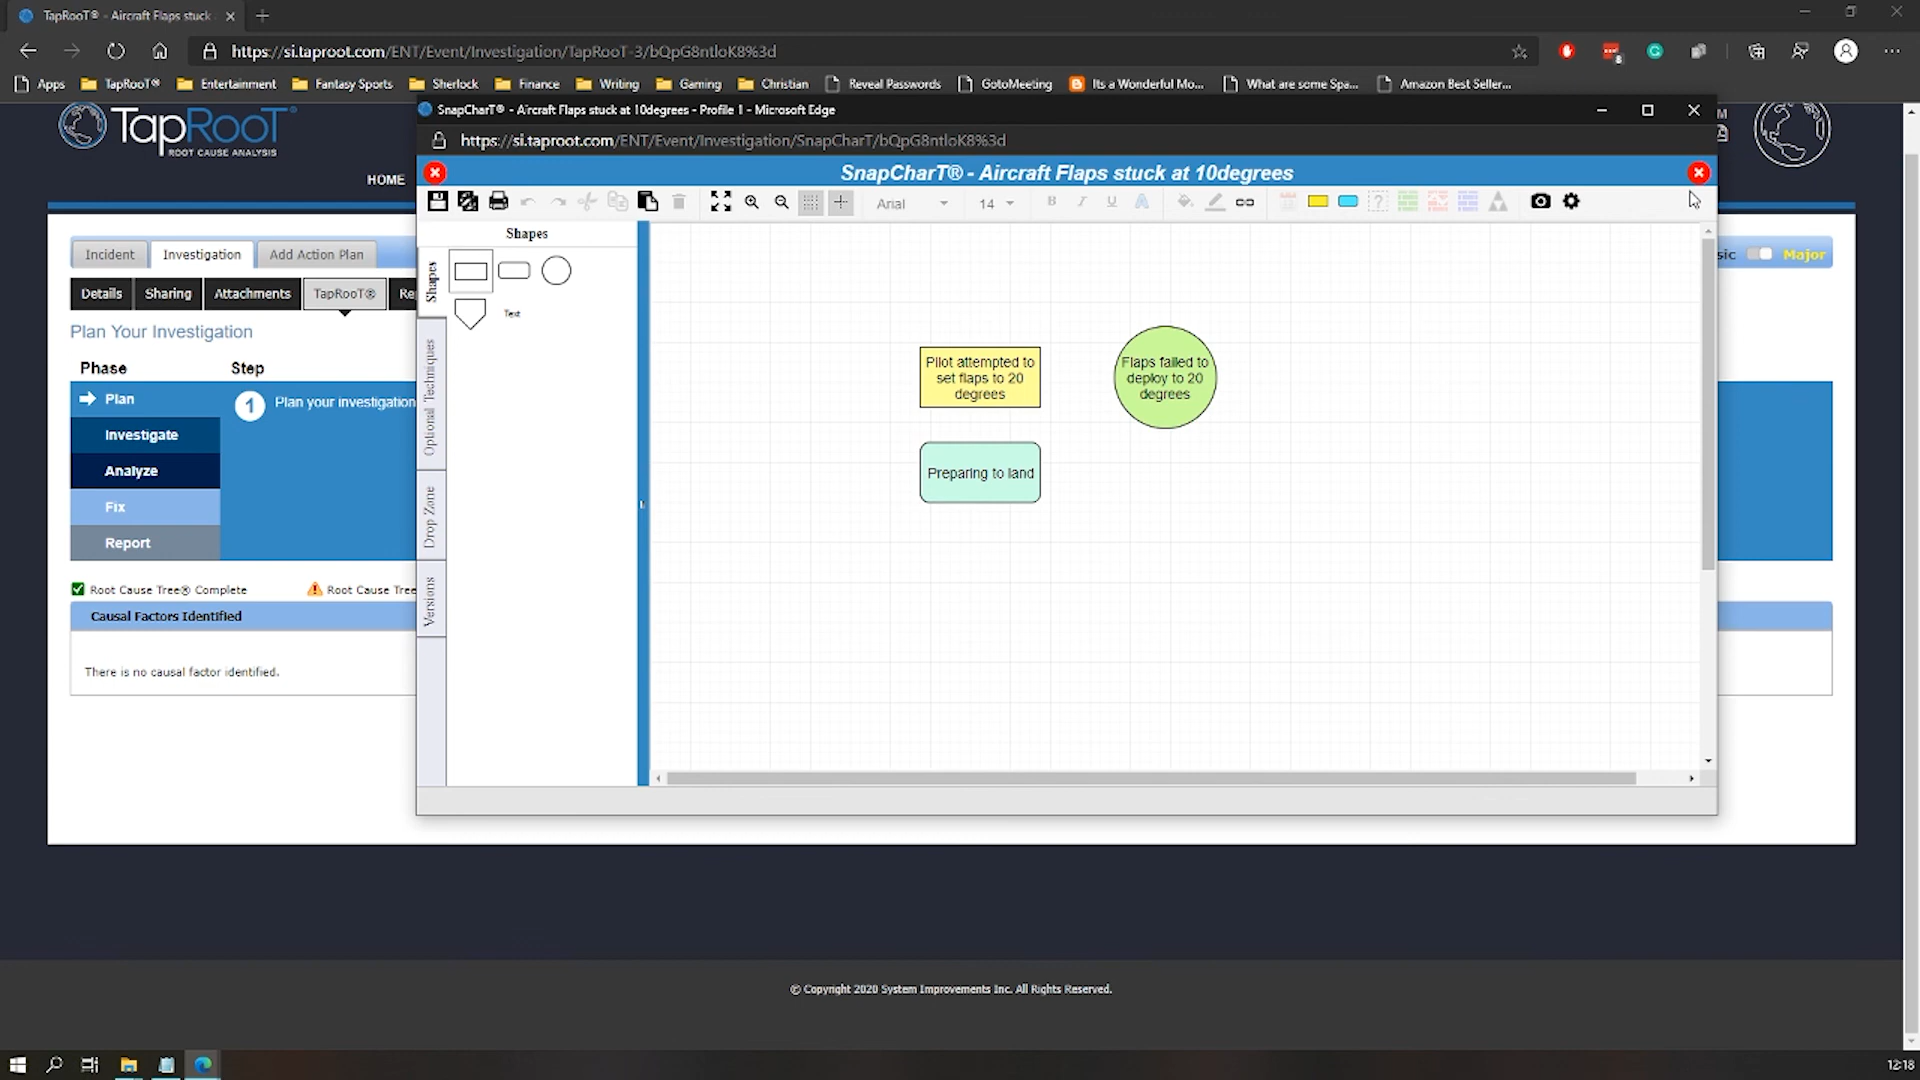 TapRooT® - Aircraft Flaps stuck
https://si.taproot.com/ENT/Event/Investigation/TapRooT-3/bQpG8ntloK8%3d
8
Apps TapRooT® Entertainment Fantasy Sports Sherlock Finance Writing Gaming Christian Reveal Passwords GotoMeeting Its a Wonderful Mo... What are some Spa... Amazon Best Seller...
SnapCharT® - Aircraft Flaps stuck at 10degrees - Profile 1 - Microsoft Edge
https://si.taproot.com/ENT/Event/Investigation/SnapCharT/bQpG8ntloK8%3d
TapRooT®
ROOT CAUSE ANALYSIS
HOME
SnapCharT® - Aircraft Flaps stuck at 10degrees
Arial 14 B I U A
Shapes
Shapes
Optional Techniques
Drop Zone
Versions
Text
Incident Investigation Add Action Plan
sic Major
Details Sharing Attachments TapRooT® Re
Plan Your Investigation
Phase Step
Plan
1 Plan your investigation
Investigate
Analyze
Fix
Report
Root Cause Tree® Complete Root Cause Tree
Causal Factors Identified
There is no causal factor identified.
Pilot attempted to
set flaps to 20
degrees
Flaps failed to
deploy to 20
degrees
Preparing to land
© Copyright 2020 System Improvements Inc. All Rights Reserved.
12:18